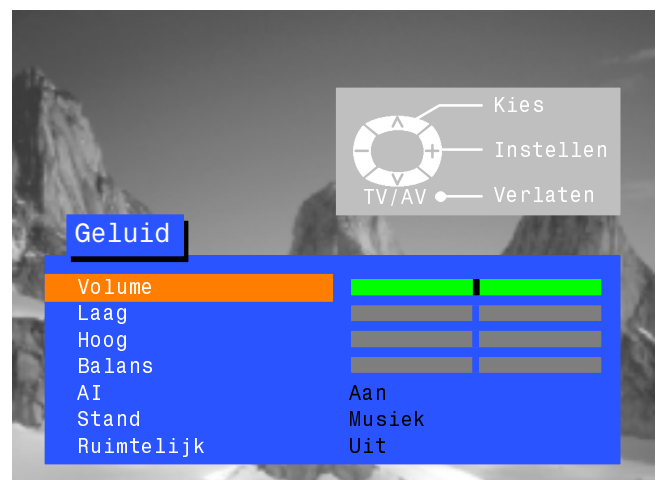 Kies
Instellen
TV/AV Verlaten
Geluid
Volume
Laag
Hoog
Balans
AI Aan
Stand Musiek
Ruimtelijk Uit